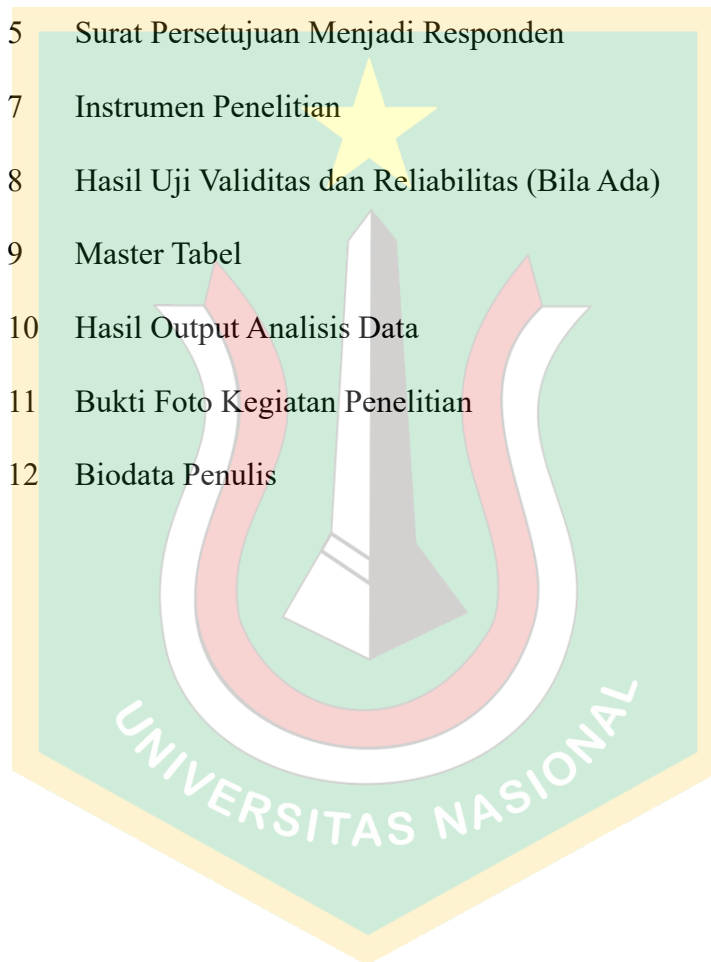 5 Surat Persetujuan Menjadi Responden
7 Instrumen Penelitian
8 Hasil Uji Validitas dan Reliabilitas (Bila Ada)
9 Master Tabel
10 Hasil Output Analisis Data
11 Bukti Foto Kegiatan Penelitian
12 Biodata Penulis
UNIVERSITAS NASIONAL